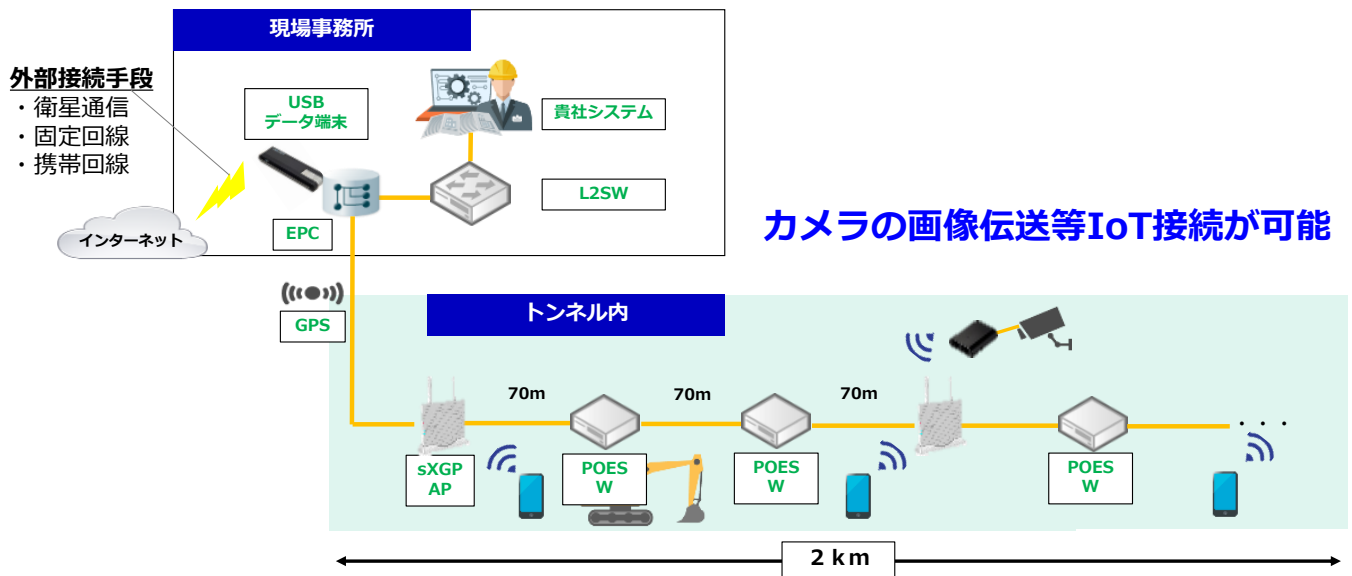 現場事務所
外部接続手段
・衛星通信
・固定回線
・携帯回線
USB
データ端末
貴社システム
L2SW
EPC
インターネット
カメラの画像伝送等IoT接続が可能
GPS
トンネル内
70m
70m
70m
・・・
sXGP
AP
POES
W
POES
W
POES
W
2km